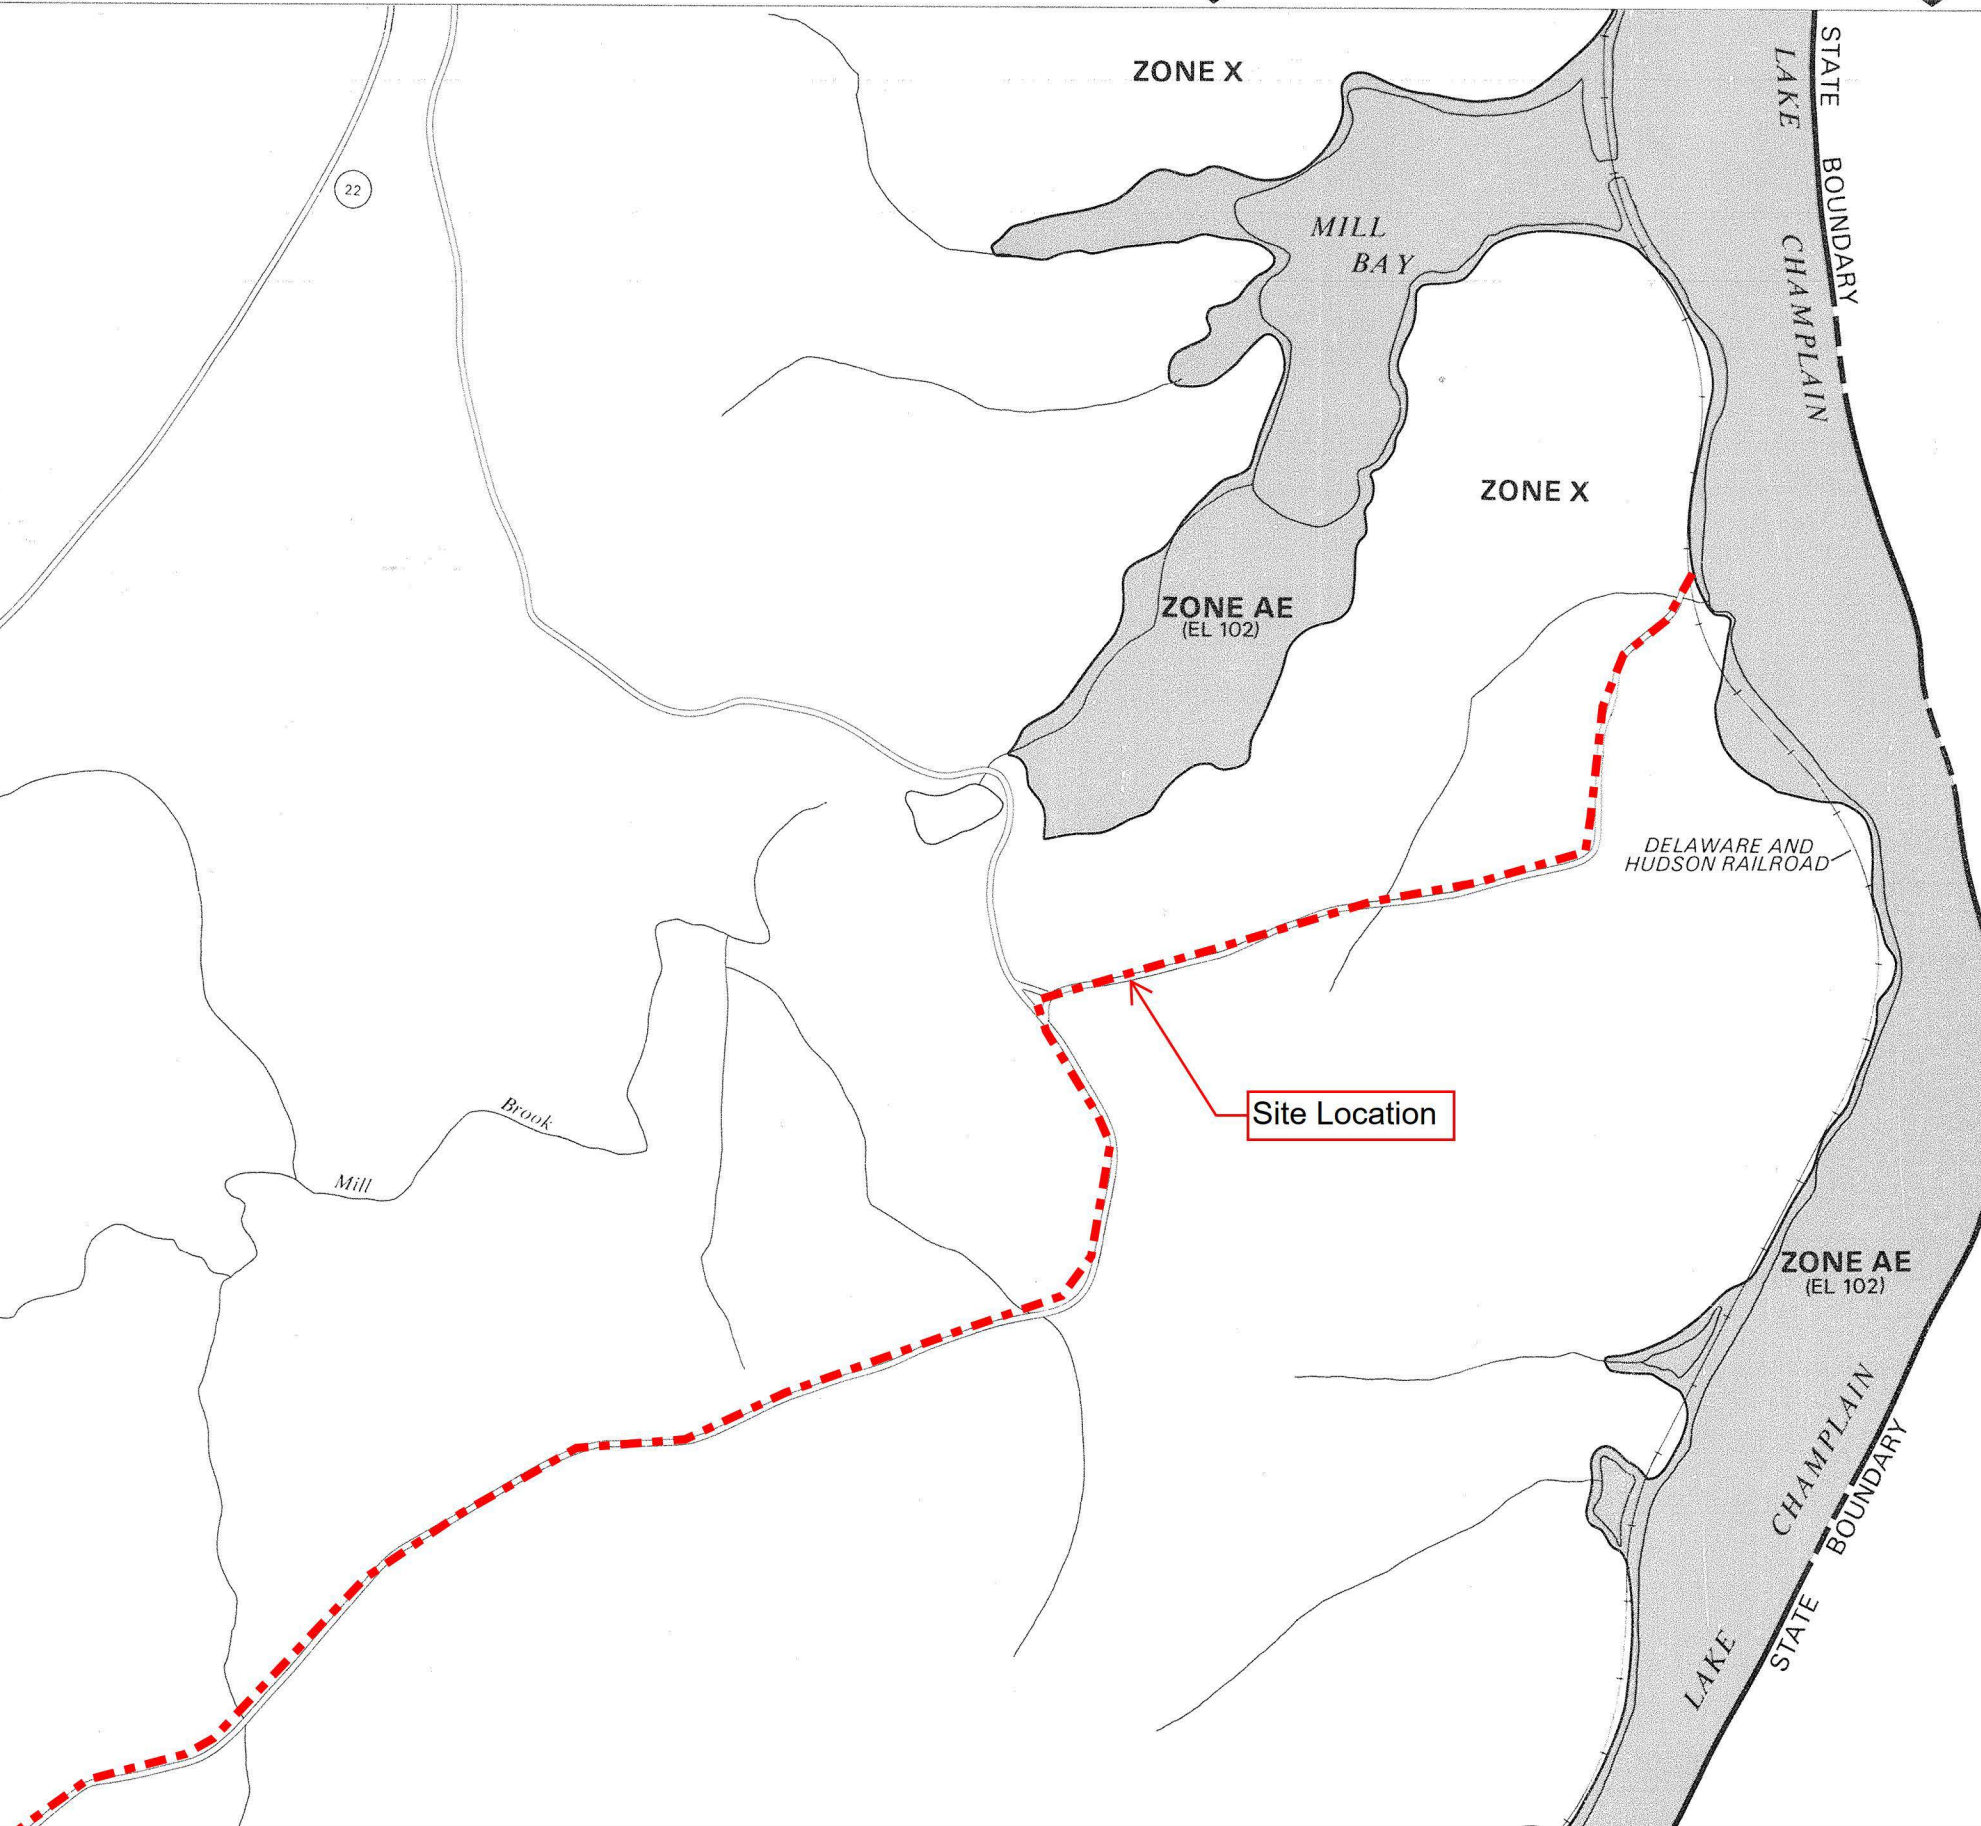 ZONE X
LAKE
STATE
BOUNDARY
22
MILL
BAY
CHAMPLAIN
ZONE X
ZONE AE
(EL 102)
DELAWARE AND
HUDSON RAILROAD
Site Location
Brook
Mill
ZONE AE
(EL 102)
CHAMPLAIN
BOUNDARY
LAKE
STATE